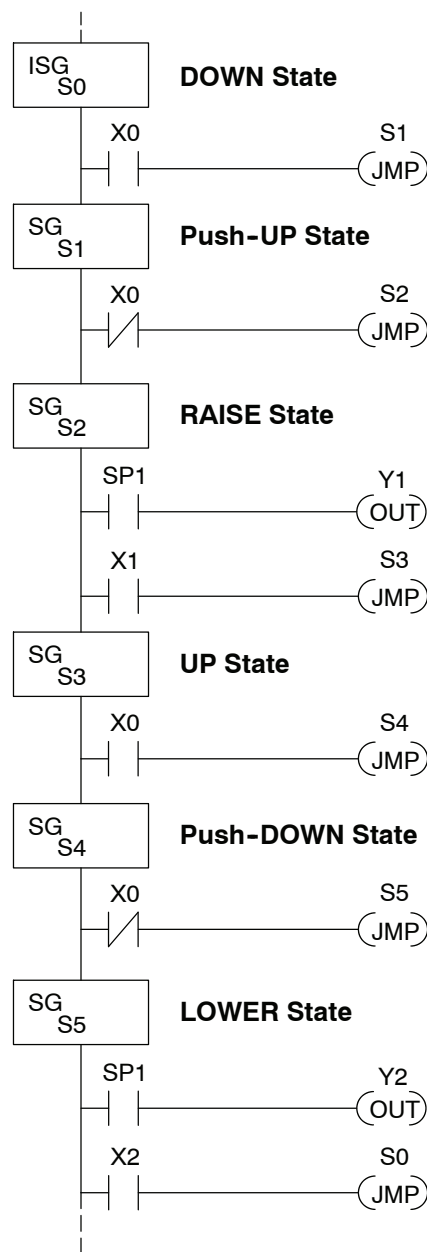 ISG
S0
DOWN State
X0
S1
JMP
SG
S1
Push-UP State
X0
S2
JMP
SG
S2
RAISE State
SP1
Y1
OUT
X1
S3
JMP
SG
S3
UP State
X0
S4
JMP
SG
S4
Push-DOWN State
X0
S5
JMP
SG
S5
LOWER State
SP1
Y2
OUT
X2
S0
JMP